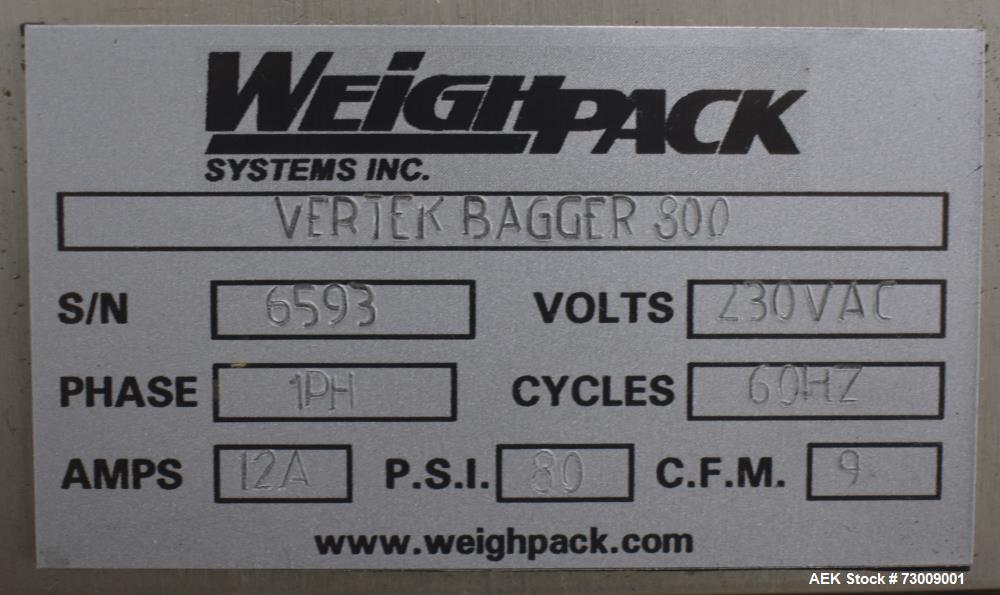 WEIGHPACK
SYSTEMS INC.
VERTEK BAGGER 800
S/N 6593 VOLTS 230VAC
PHASE 1PH CYCLES 60HZ
AMPS 12A P.S.I. 80 C.F.M. 9
www.weighpack.com
AEK Stock # 73009001